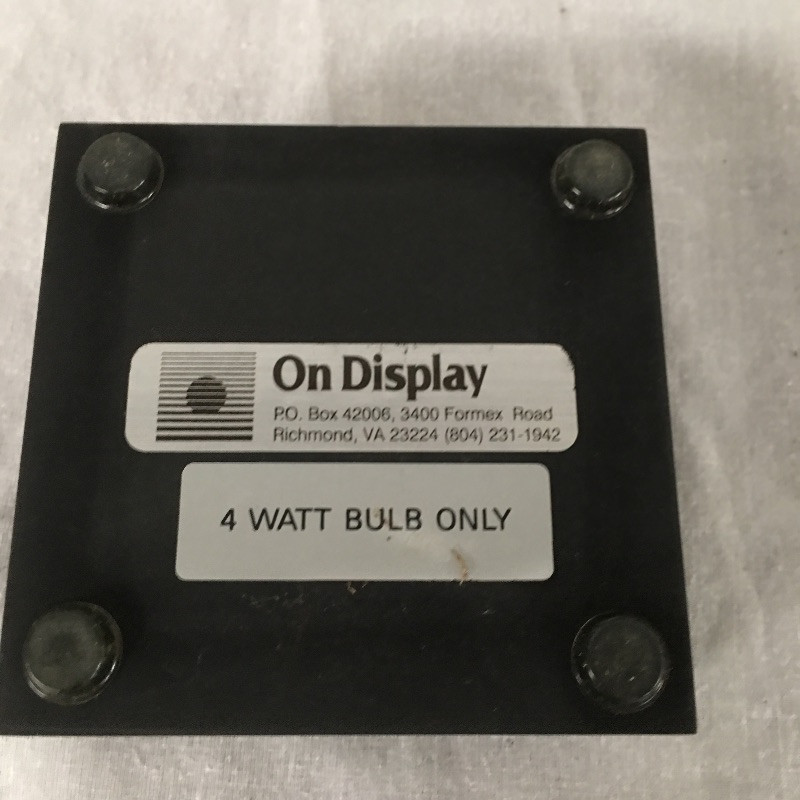 On Display
P.O. Box 42006, 3400 Formex Road
Richmond, VA 23224 (804) 231-1942
4 WATT BULB ONLY